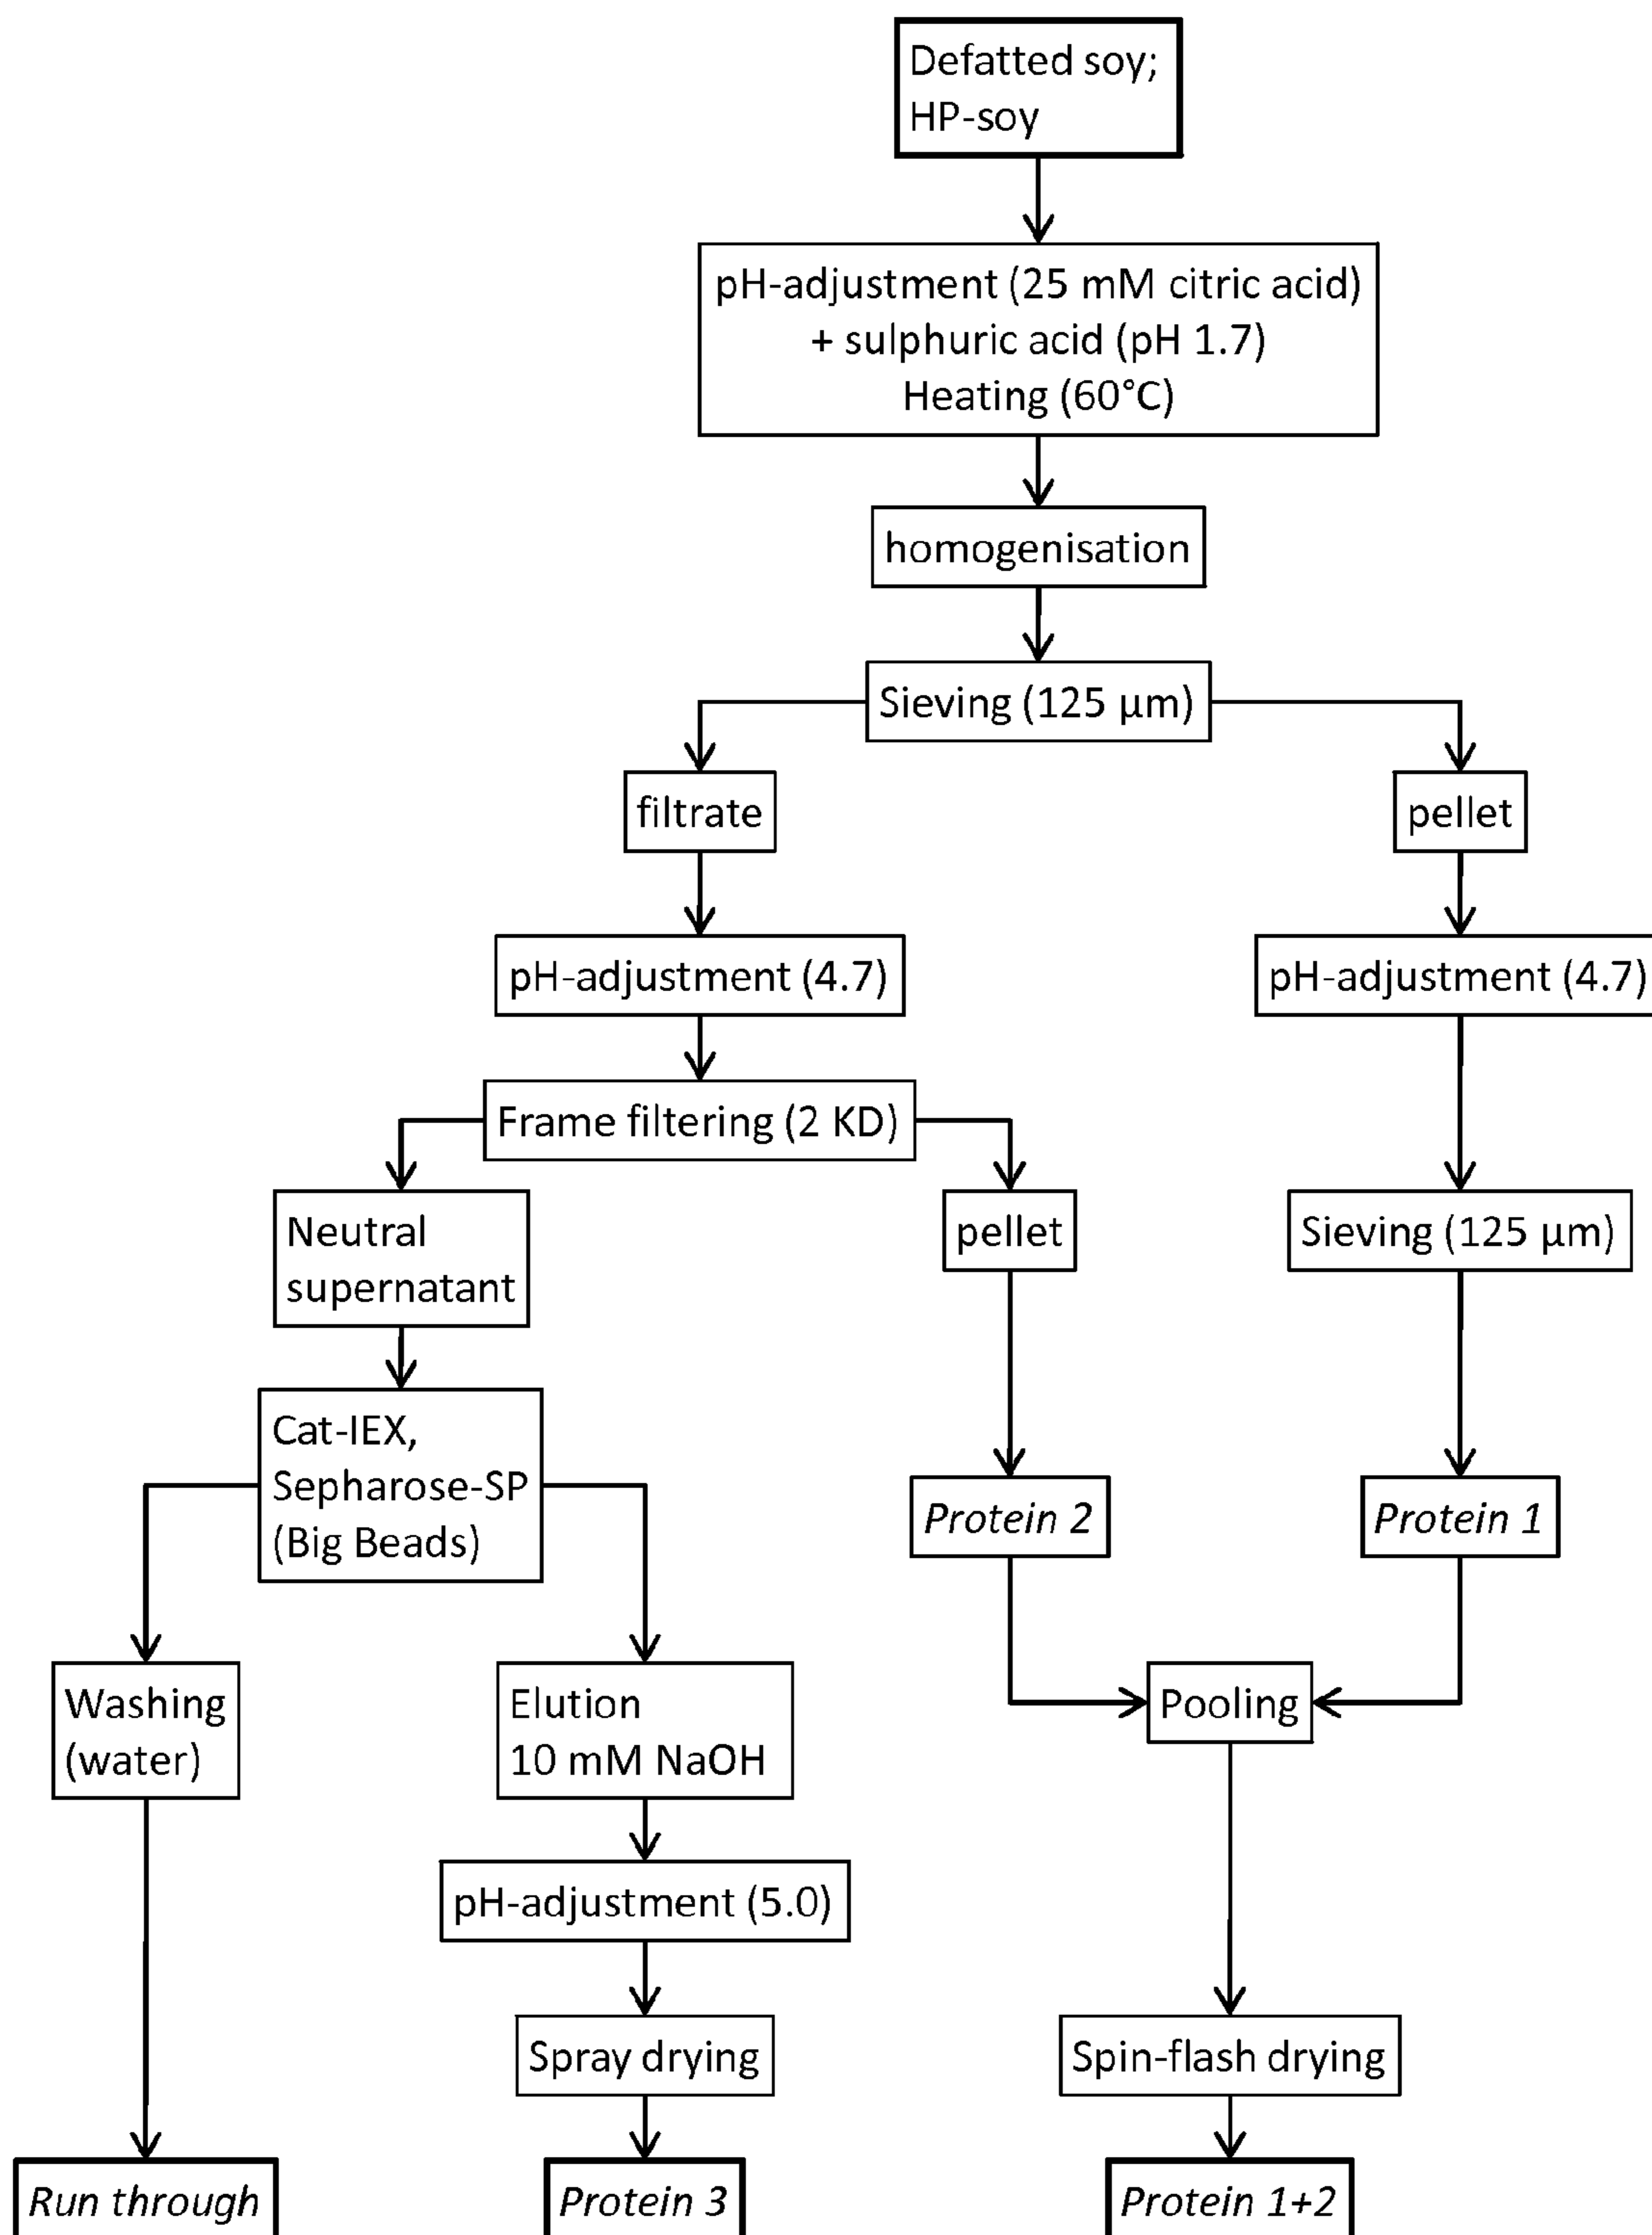 Defatted soy;
HP-soy
pH-adjustment (25 mM citric acid)
+ sulphuric acid (pH 1.7)
Heating (60°C)
homogenisation
Sieving (125 µm)
filtrate
pellet
pH-adjustment (4.7)
pH-adjustment (4.7)
Frame filtering (2 KD)
Neutral
supernatant
pellet
Sieving (125 µm)
Cat-IEX,
Sepharose-SP
(Big Beads)
Protein 2
Protein 1
Washing
(water)
Elution
10 mM NaOH
Pooling
pH-adjustment (5.0)
Spray drying
Spin-flash drying
Run through
Protein 3
Protein 1+2